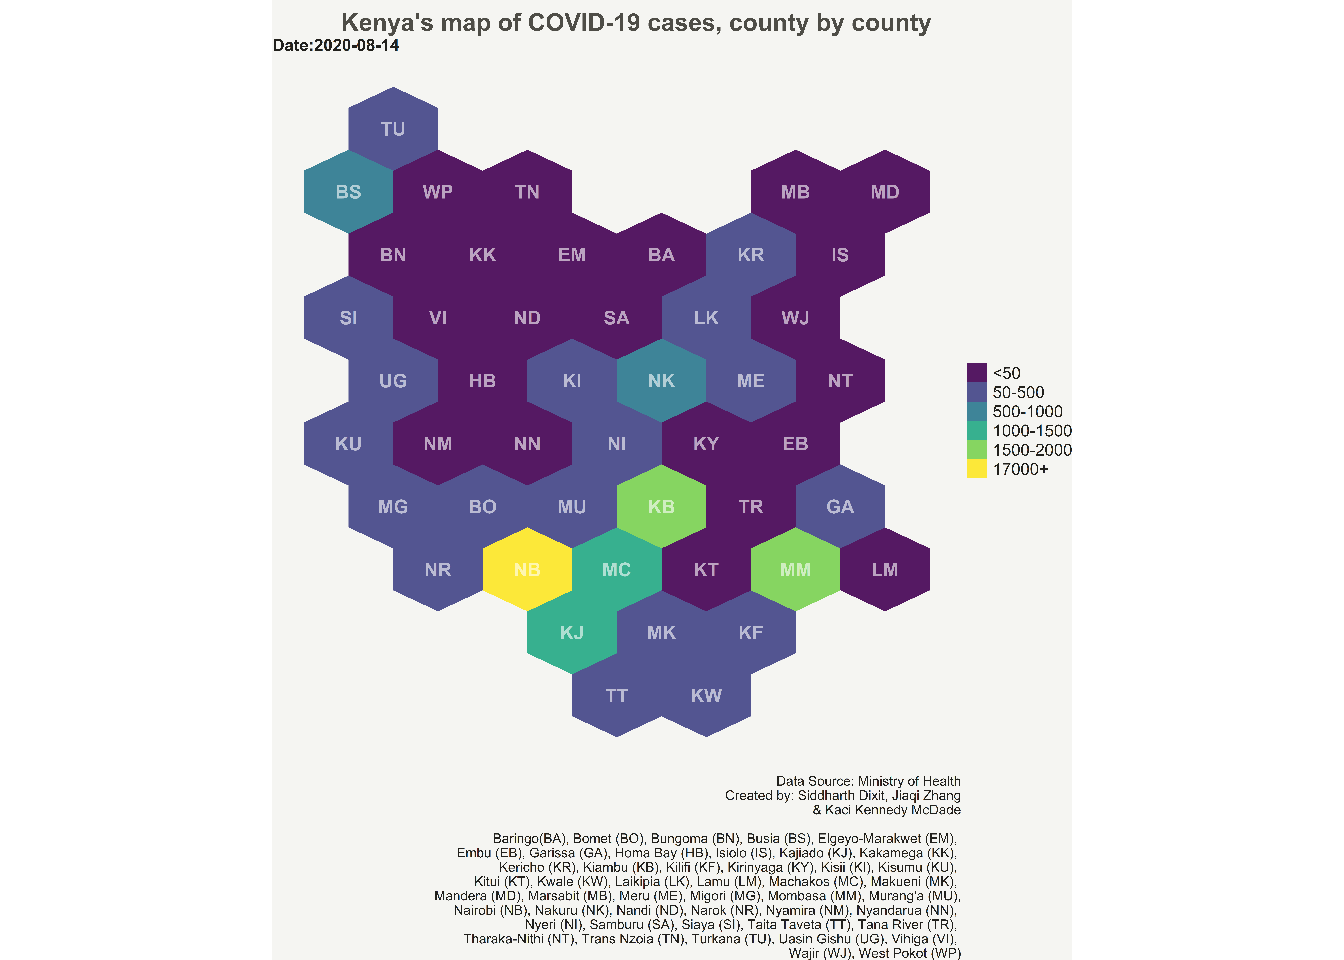 Kenya's map of COVID-19 cases, county by county
Date:2020-08-14
TU
BS WP TN MB MD
BN KK EM BA KR IS
SI VI ND SA LK WJ
UG HB KI NK ME NT
KU NM NN NI KY EB
MG BO MU KB TR GA
NR NB MC KT MM LM
KJ MK KF
TT KW
<50
50-500
500-1000
1000-1500
1500-2000
17000+
Data Source: Ministry of Health
Created by: Siddharth Dixit, Jiaqi Zhang
& Kaci Kennedy McDade
Baringo(BA), Bomet (BO), Bungoma (BN), Busia (BS), Elgeyo-Marakwet (EM),
Embu (EB), Garissa (GA), Homa Bay (HB), Isiolo (IS), Kajiado (KJ), Kakamega (KK),
Kericho (KR), Kiambu (KB), Kilifi (KF), Kirinyaga (KY), Kisii (KI), Kisumu (KU),
Kitui (KT), Kwale (KW), Laikipia (LK), Lamu (LM), Machakos (MC), Makueni (MK),
Mandera (MD), Marsabit (MB), Meru (ME), Migori (MG), Mombasa (MM), Murang'a (MU),
Nairobi (NB), Nakuru (NK), Nandi (ND), Narok (NR), Nyamira (NM), Nyandarua (NN),
Nyeri (NI), Samburu (SA), Siaya (SI), Taita Taveta (TT), Tana River (TR),
Tharaka-Nithi (NT), Trans Nzoia (TN), Turkana (TU), Uasin Gishu (UG), Vihiga (VI),
Wajir (WJ), West Pokot (WP)